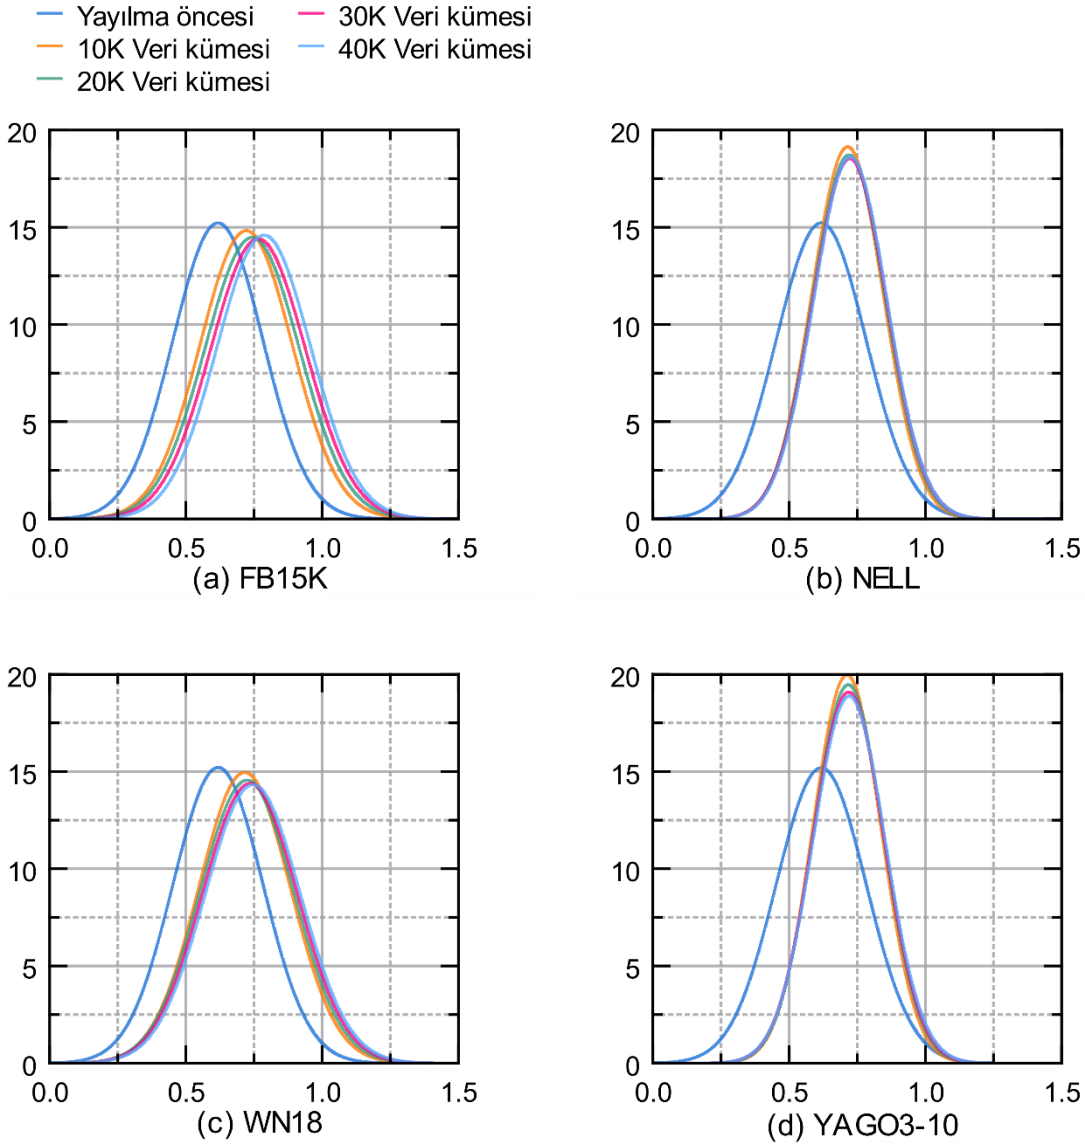 Yayılma öncesi
30K Veri kümesi
10K Veri kümesi
40K Veri kümesi
20K Veri kümesi
20
15
10
5
0
0.0 0.5 1.0 1.5
(a) FB15K
20
15
10
5
0
0.0 0.5 1.0 1.5
(b) NELL
20
15
10
5
0
0.0 0.5 1.0 1.5
(c) WN18
20
15
10
5
0
0.0 0.5 1.0 1.5
(d) YAGO3-10